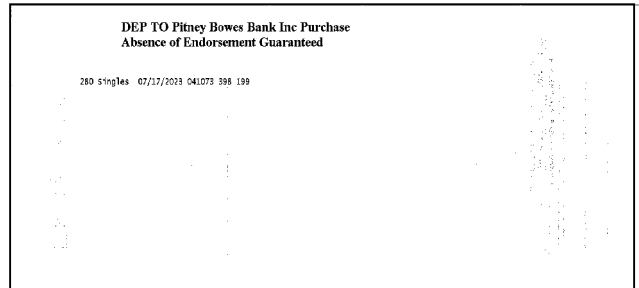 DEP TO Pitney Bowes Bank Inc Purchase
Absence of Endorsement Guaranteed
280 Singles 07/17/2023 041073 398 199